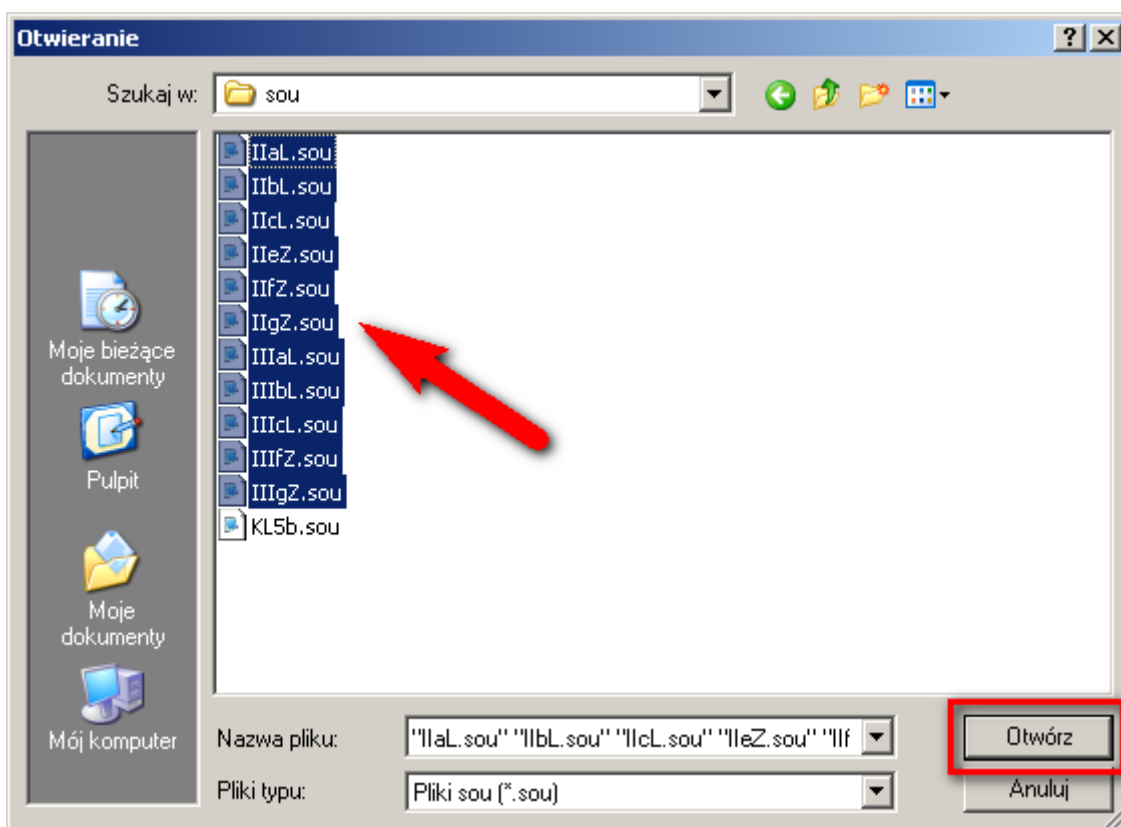 Otwieranie
Szukaj w:
sou
IIaL.sou
IIbL.sou
IIcL.sou
IIeZ.sou
IIfZ.sou
IIgZ.sou
IIIaL.sou
IIIbL.sou
IIIcL.sou
IIIfZ.sou
IIIgZ.sou
KL5b.sou
Moje bieżące
dokumenty
Pulpit
Moje
dokumenty
Mój komputer
Nazwa pliku:
"IIaL.sou" "IIbL.sou" "IIcL.sou" "IIeZ.sou" "IIf
Otwórz
Pliki typu:
Pliki sou (*.sou)
Anuluj